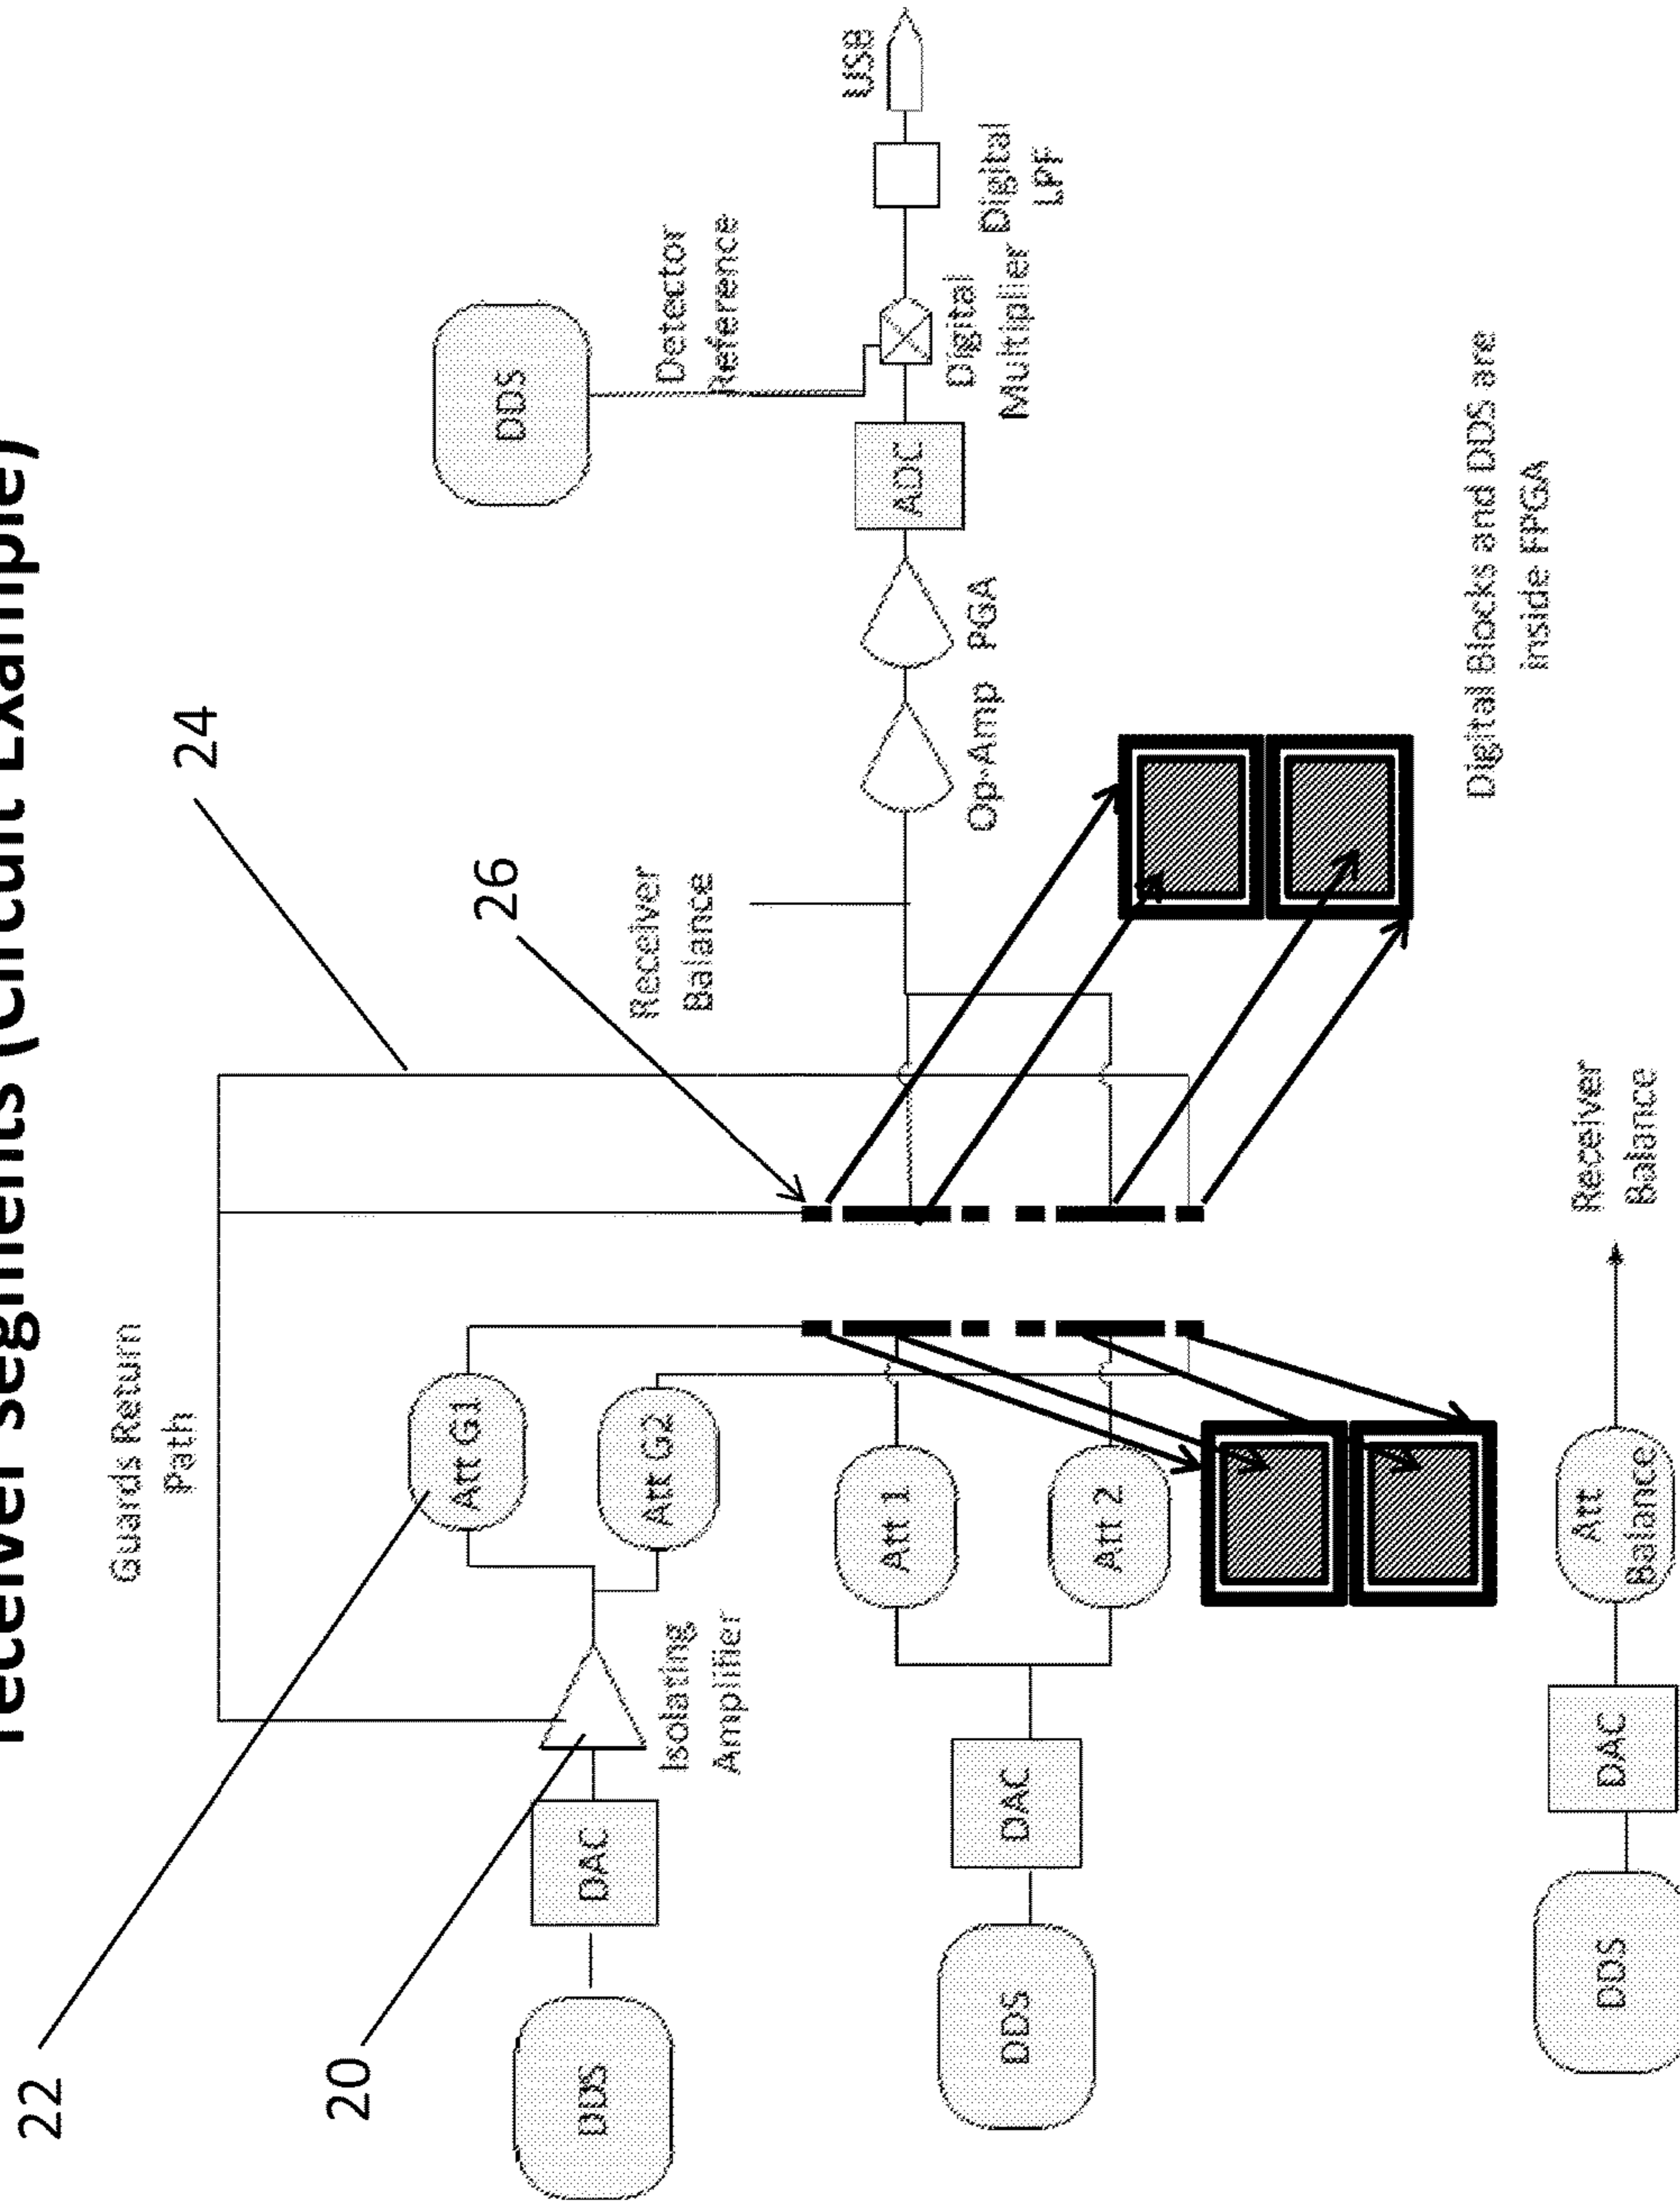 receiver segments (Circuit Example)
22
20
24
26
Guards Return
Path
DDS
DAC
Isolating
Amplifier
Att G1
Att G2
DDS
DAC
Att 1
Att 2
Receiver
Balance
Op-Amp
PGA
ADC
DDS
Detector
Reference
Digital
Multiplier
Digital
LPF
USB
DDS
DAC
Att
Balance
Receiver
Balance
Digital Blocks and DDS are
inside FPGA